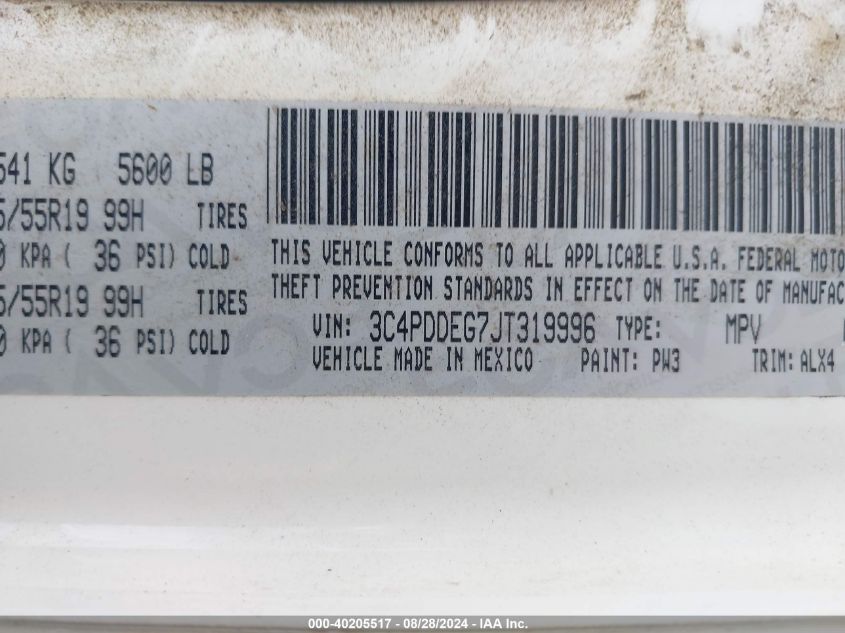 541 KG 5600 LB
5/55R19 99H TIRES
0 KPA ( 36 PSI) COLD
5/55R19 99H TIRES
0 KPA ( 36 PSI) COLD
THIS VEHICLE CONFORMS TO ALL APPLICABLE U.S.A. FEDERAL MOTO
THEFT PREVENTION STANDARDS IN EFFECT ON THE DATE OF MANUFAC
VIN: 3C4PDDEG7JT319996 TYPE: MPV
VEHICLE MADE IN MEXICO PAINT: PW3 TRIM: ALX4
000-40205517 - 08/28/2024 - IAA Inc.